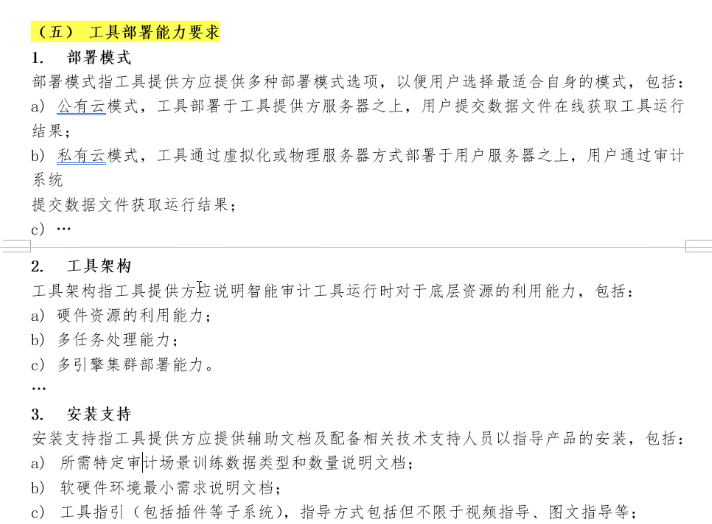 （五） 工具部署能力要求
1. 部署模式
部署模式指工具提供方应提供多种部署模式选项，以便用户选择最适合自身的模式，包括：
a) 公有云模式，工具部署于工具提供方服务器之上，用户提交数据文件在线获取工具运行
结果；
b) 私有云模式，工具通过虚拟化或物理服务器方式部署于用户服务器之上，用户通过审计
系统
提交数据文件获取运行结果；
c) …
2. 工具架构
工具架构指工具提供方应说明智能审计工具运行时对于底层资源的利用能力，包括：
a) 硬件资源的利用能力；
b) 多任务处理能力；
c) 多引擎集群部署能力。
…
3. 安装支持
安装支持指工具提供方应提供辅助文档及配备相关技术支持人员以指导产品的安装，包括：
a) 所需特定审计场景训练数据类型和数量说明文档；
b) 软硬件环境最小需求说明文档；
c) 工具指引（包括插件等子系统），指导方式包括但不限于视频指导、图文指导等；